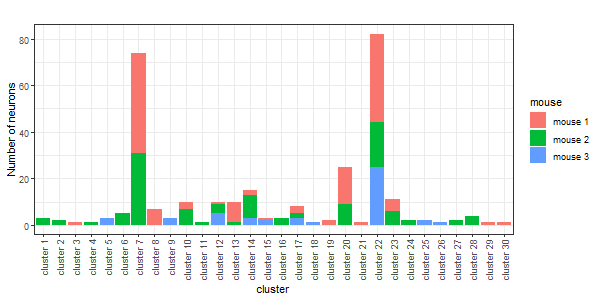 80
60
40
20
0
Number of neurons
cluster 1
cluster 2
cluster 3
cluster 4
cluster 5
cluster 6
cluster 7
cluster 8
cluster 9
cluster 10
cluster 11
cluster 12
cluster 13
cluster 14
cluster 15
cluster 16
cluster 17
cluster 18
cluster 19
cluster 20
cluster 21
cluster 22
cluster 23
cluster 24
cluster 25
cluster 26
cluster 27
cluster 28
cluster 29
cluster 30
cluster
mouse
mouse 1
mouse 2
mouse 3